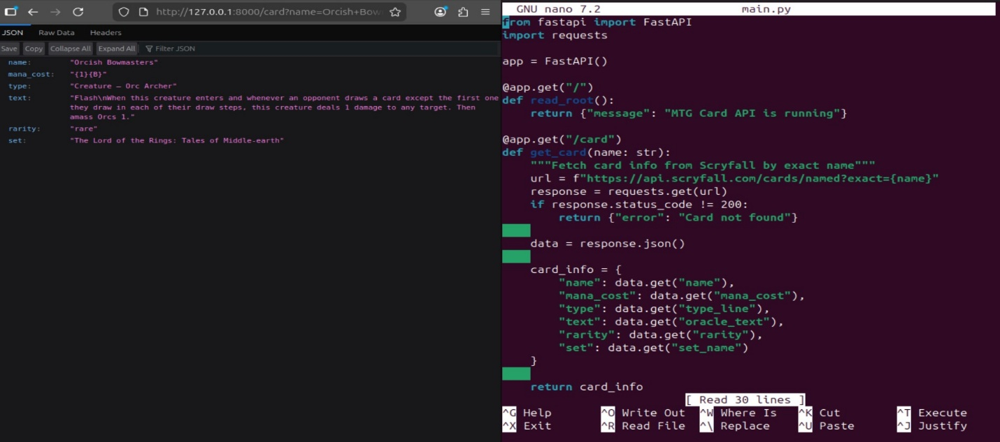 http://127.0.0.1:8000/card?name=Orcish+Bow
JSON Raw Data Headers
Save Copy Collapse All Expand All Filter JSON
name: "Orcish Bowmasters"
mana_cost: "{1}{B}"
type: "Creature — Orc Archer"
text: "Flash\nWhen this creature enters and whenever an opponent draws a card except the first one
they draw in each of their draw steps, this creature deals 1 damage to any target. Then
amass Orcs 1."
rarity: "rare"
set: "The Lord of the Rings: Tales of Middle-earth"
GNU nano 7.2 main.py
from fastapi import FastAPI
import requests
app = FastAPI()
@app.get("/")
def read_root():
    return {"message": "MTG Card API is running"}
@app.get("/card")
def get_card(name: str):
    """Fetch card info from Scryfall by exact name"""
    url = f"https://api.scryfall.com/cards/named?exact={name}"
    response = requests.get(url)
    if response.status_code != 200:
        return {"error": "Card not found"}
    data = response.json()
    card_info = {
        "name": data.get("name"),
        "mana_cost": data.get("mana_cost"),
        "type": data.get("type_line"),
        "text": data.get("oracle_text"),
        "rarity": data.get("rarity"),
        "set": data.get("set_name")
    }
    return card_info
[ Read 30 lines ]
^G Help ^O Write Out ^W Where Is ^K Cut ^T Execute
^X Exit ^R Read File ^\ Replace ^U Paste ^J Justify